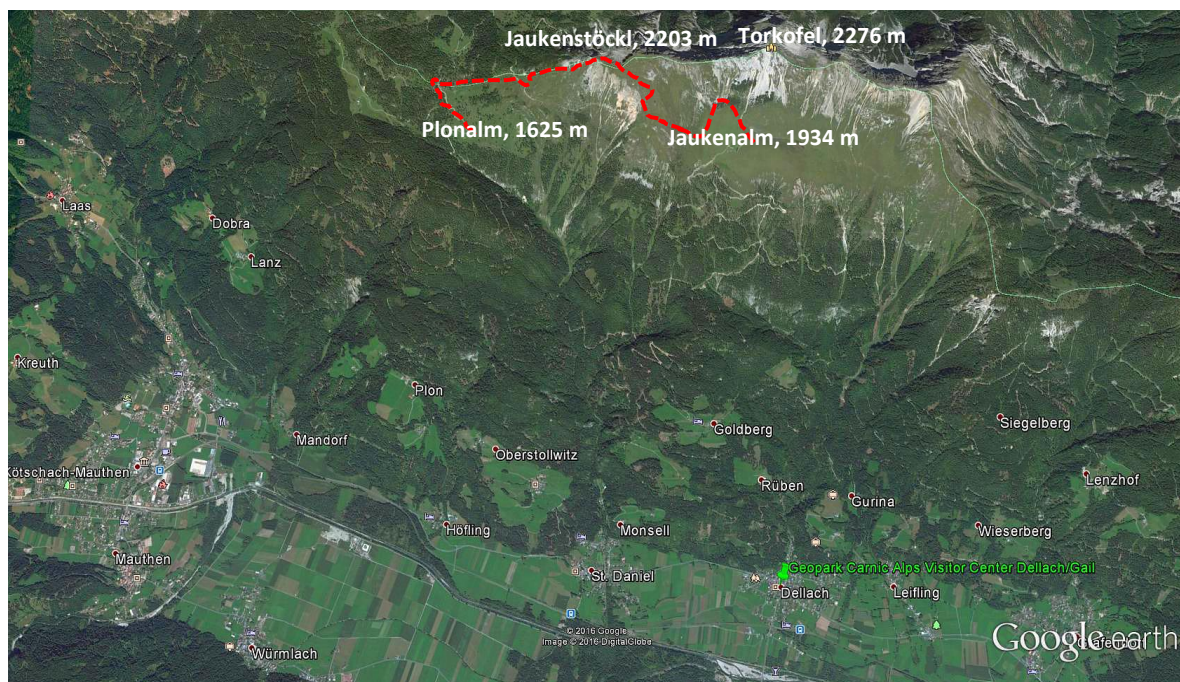 Jaukenstöckl, 2203 m
Torkofel, 2276 m
Plonalm, 1625 m
Jaukenalm, 1934 m
Laas
Dobra
Lanz
Kreuth
Plon
Mandorf
Goldberg
Siegelberg
Oberstollwitz
Kötschach-Mauthen
Rüben
Lenzhof
Gurina
Höfling
Monsell
Wieserberg
Mauthen
St. Daniel
Geopark Carnic Alps Visitor Center Dellach/Gail
Dellach
Leifling
© 2016 Google
Image © 2016 DigitalGlobe
Würmlach
Google earth